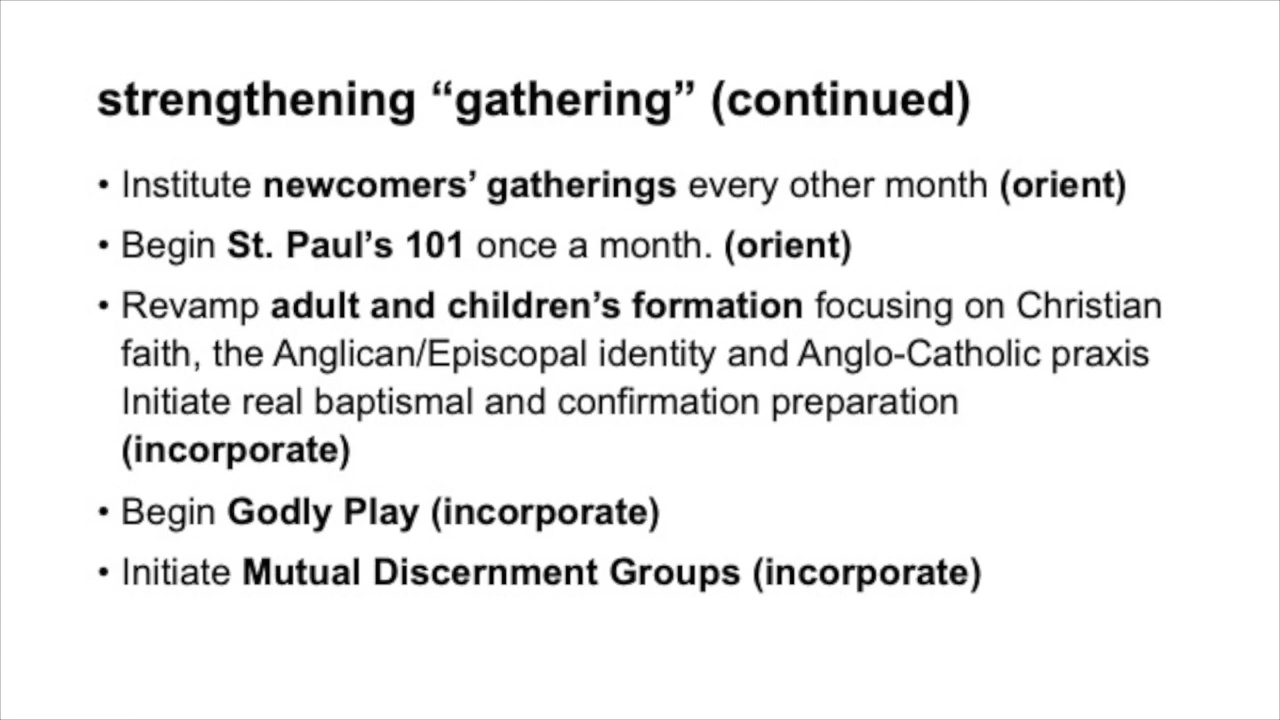 strengthening “gathering” (continued)
• Institute newcomers’ gatherings every other month (orient)
• Begin St. Paul’s 101 once a month. (orient)
• Revamp adult and children’s formation focusing on Christian
faith, the Anglican/Episcopal identity and Anglo-Catholic praxis
Initiate real baptismal and confirmation preparation
(incorporate)
• Begin Godly Play (incorporate)
• Initiate Mutual Discernment Groups (incorporate)